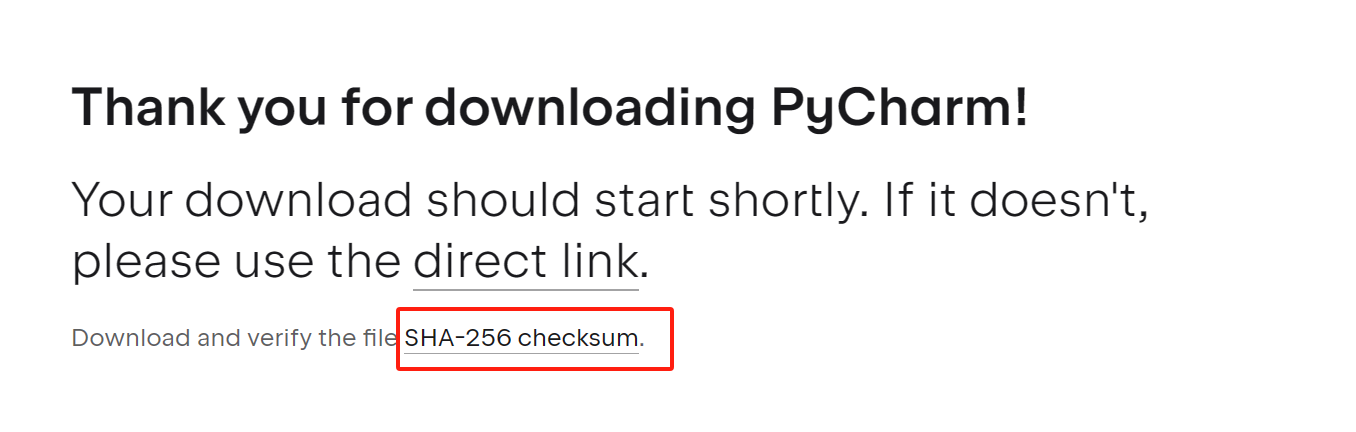 Thank you for downloading PyCharm!
Your download should start shortly. If it doesn't,
please use the direct link.
Download and verify the file SHA-256 checksum.